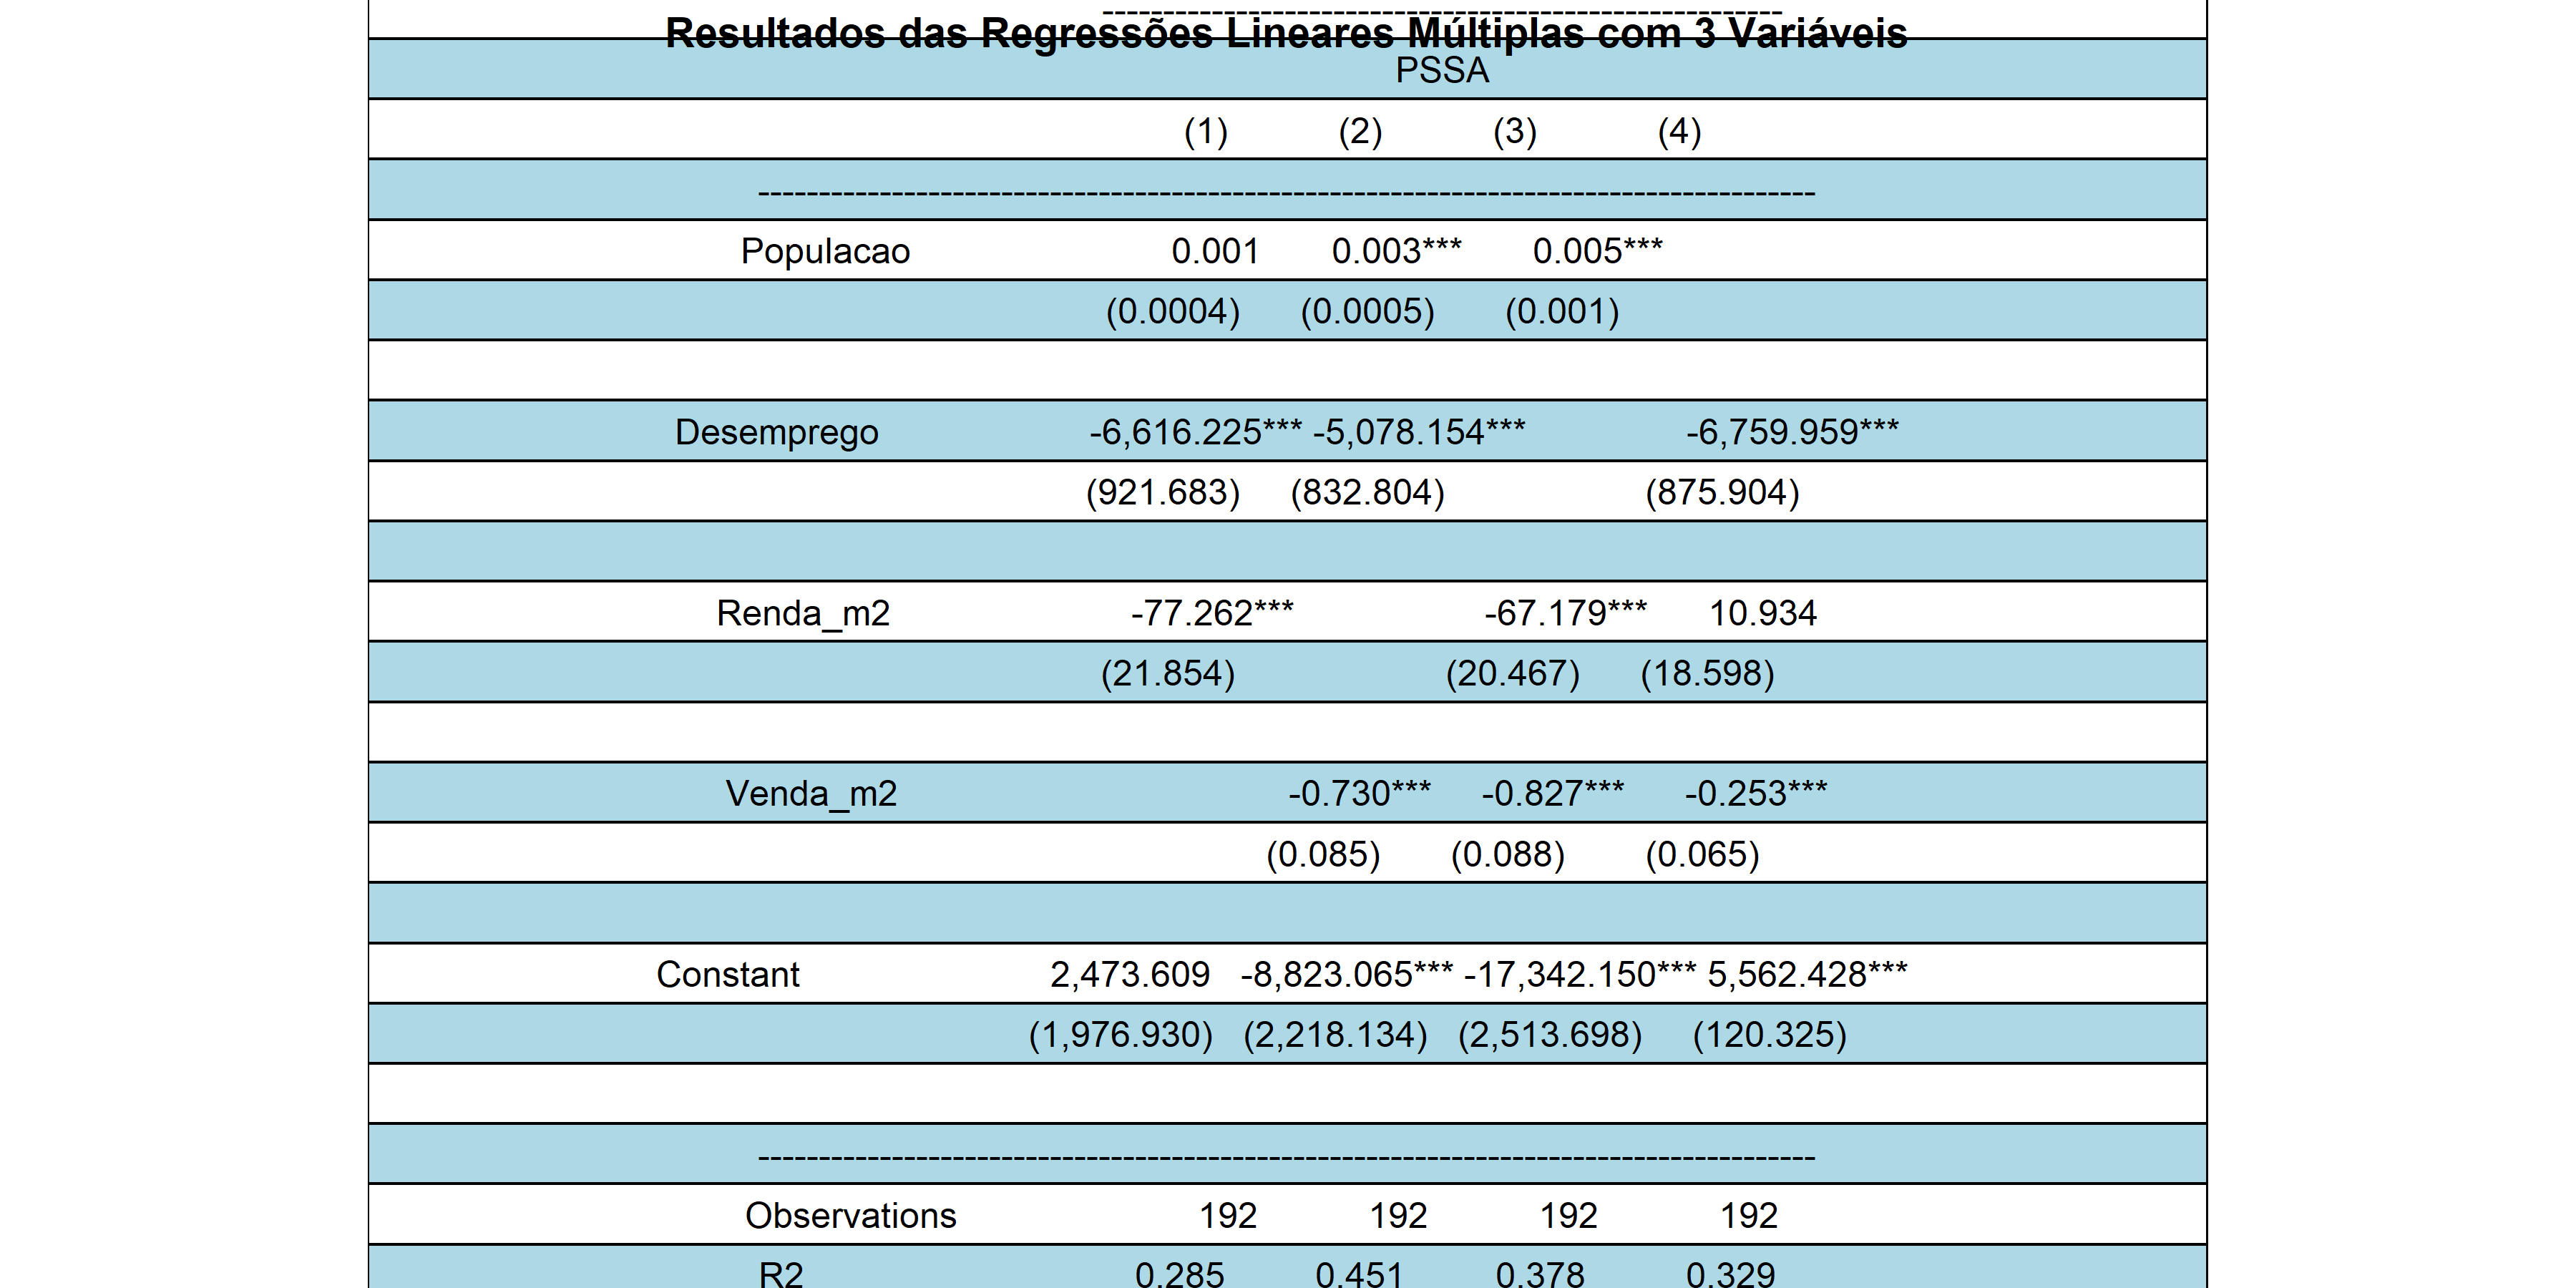 --------------------------------------------------------
Resultados das Regressões Lineares Múltiplas com 3 Variáveis
PSSA
(1) (2) (3) (4)
---------------------------------------------------------------------------------------
Populacao 0.001 0.003*** 0.005***
(0.0004) (0.0005) (0.001)
Desemprego -6,616.225*** -5,078.154*** -6,759.959***
(921.683) (832.804) (875.904)
Renda_m2 -77.262*** -67.179*** 10.934
(21.854) (20.467) (18.598)
Venda_m2 -0.730*** -0.827*** -0.253***
(0.085) (0.088) (0.065)
Constant 2,473.609 -8,823.065*** -17,342.150*** 5,562.428***
(1,976.930) (2,218.134) (2,513.698) (120.325)
---------------------------------------------------------------------------------------
Observations 192 192 192 192
R2 0.285 0.451 0.378 0.329